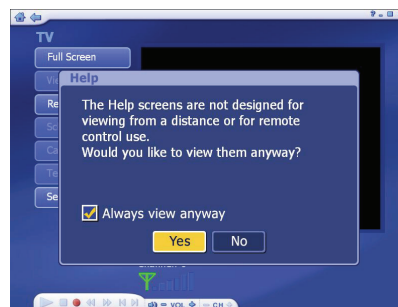 TV
Full Screen
Help
The Help screens are not designed for
viewing from a distance or for remote
control use.
Would you like to view them anyway?
Always view anyway
Yes
No
VOL
CH